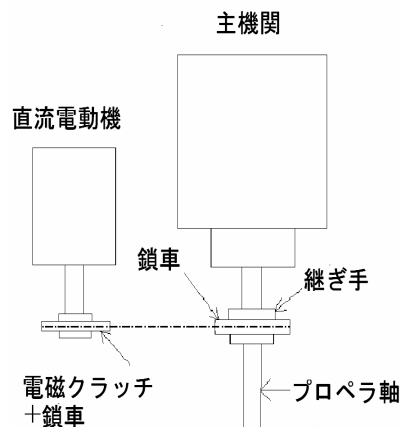 主機関
直流電動機
鎖車
継ぎ手
電磁クラッチ
+鎖車
プロペラ軸